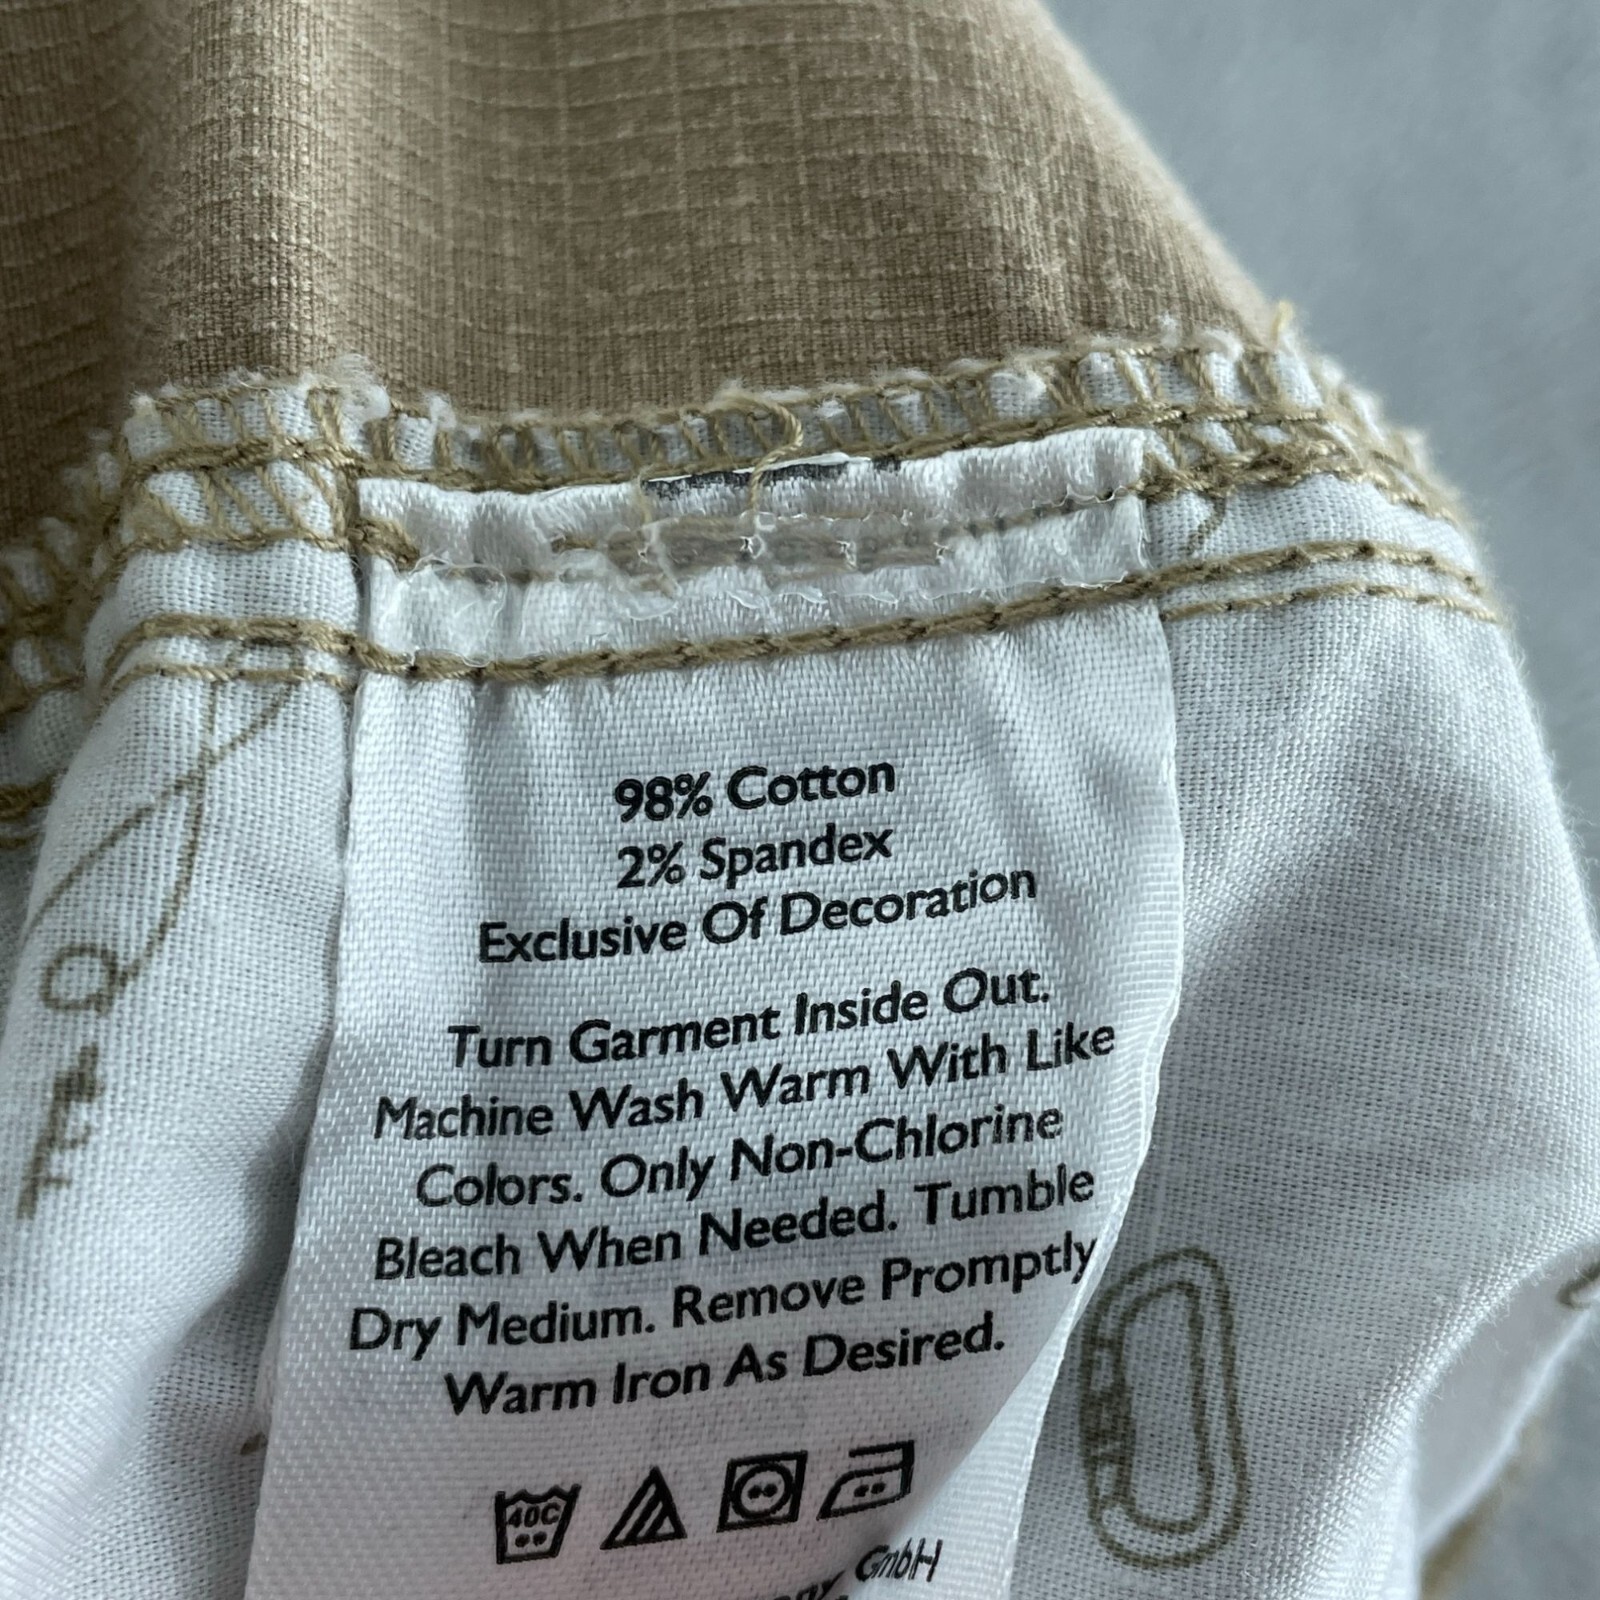 98% Cotton
2% Spandex
Exclusive Of Decoration
Turn Garment Inside Out.
Machine Wash Warm With Like
Colors. Only Non-Chlorine
Bleach When Needed. Tumble
Dry Medium. Remove Promptly
Warm Iron As Desired.
40C
GmbH